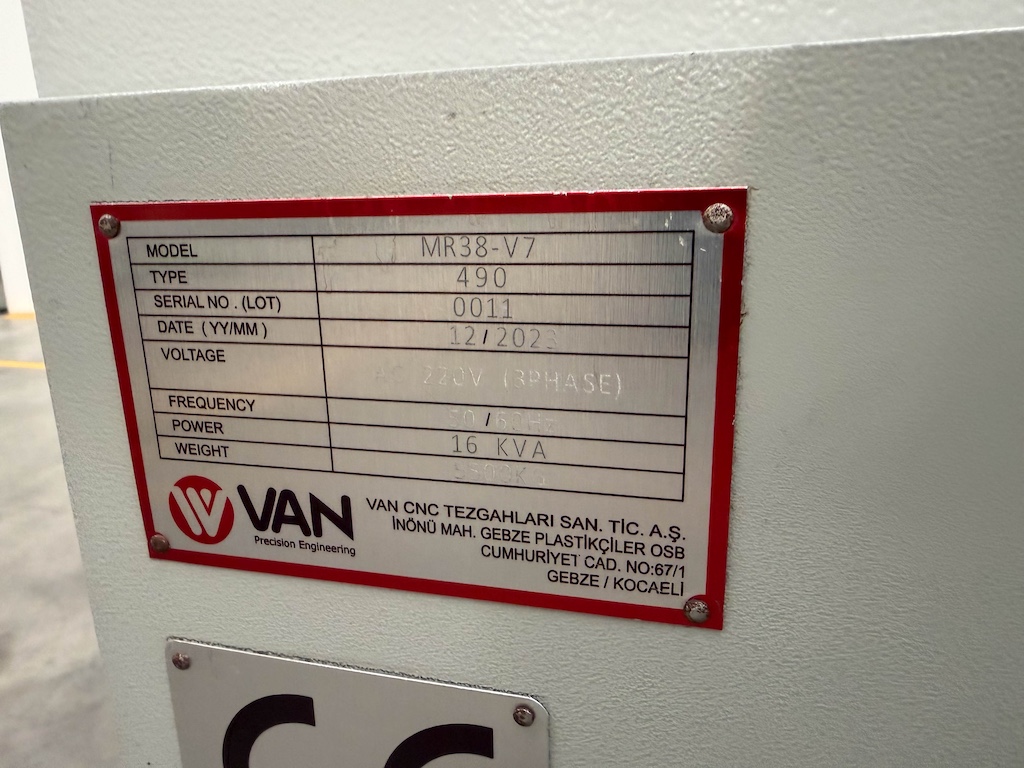 MODEL MR38-V7
TYPE 490
SERIAL NO . (LOT) 0011
DATE ( YY/MM ) 12/2023
VOLTAGE AC 220V (3PHASE)
FREQUENCY 50/60Hz
POWER 16 KVA
WEIGHT
VAN
Precision Engineering
VAN CNC TEZGAHLARI SAN. TİC. A.Ş.
İNÖNÜ MAH. GEBZE PLASTİKÇİLER OSB
CUMHURİYET CAD. NO:67/1
GEBZE / KOCAELİ